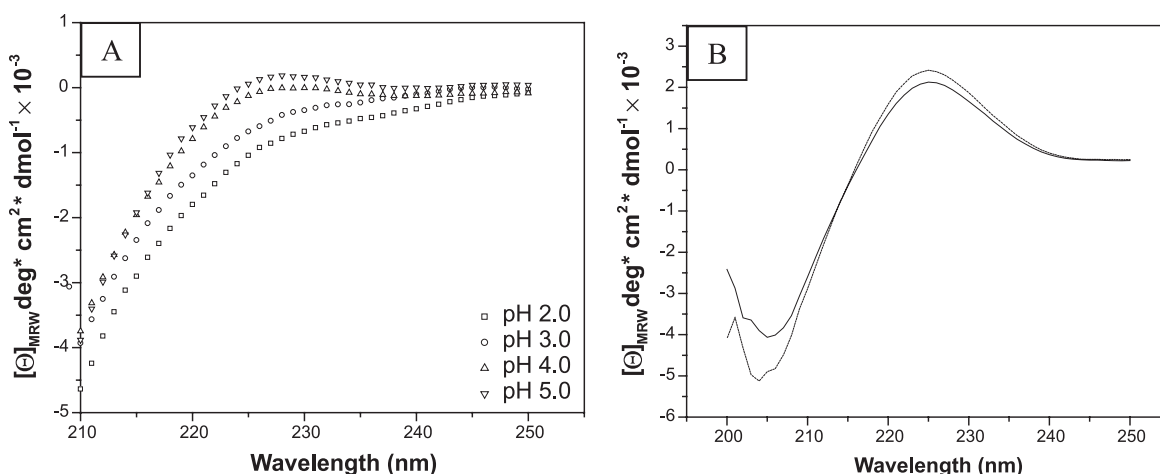 A
[Θ]MRW deg* cm2* dmol-1 × 10-3
1
0
-1
-2
-3
-4
-5
210
220
230
240
250
Wavelength (nm)
pH 2.0
pH 3.0
pH 4.0
pH 5.0
B
[Θ]MRW deg* cm2* dmol-1 × 10-3
3
2
1
0
-1
-2
-3
-4
-5
-6
200
210
220
230
240
250
Wavelength (nm)